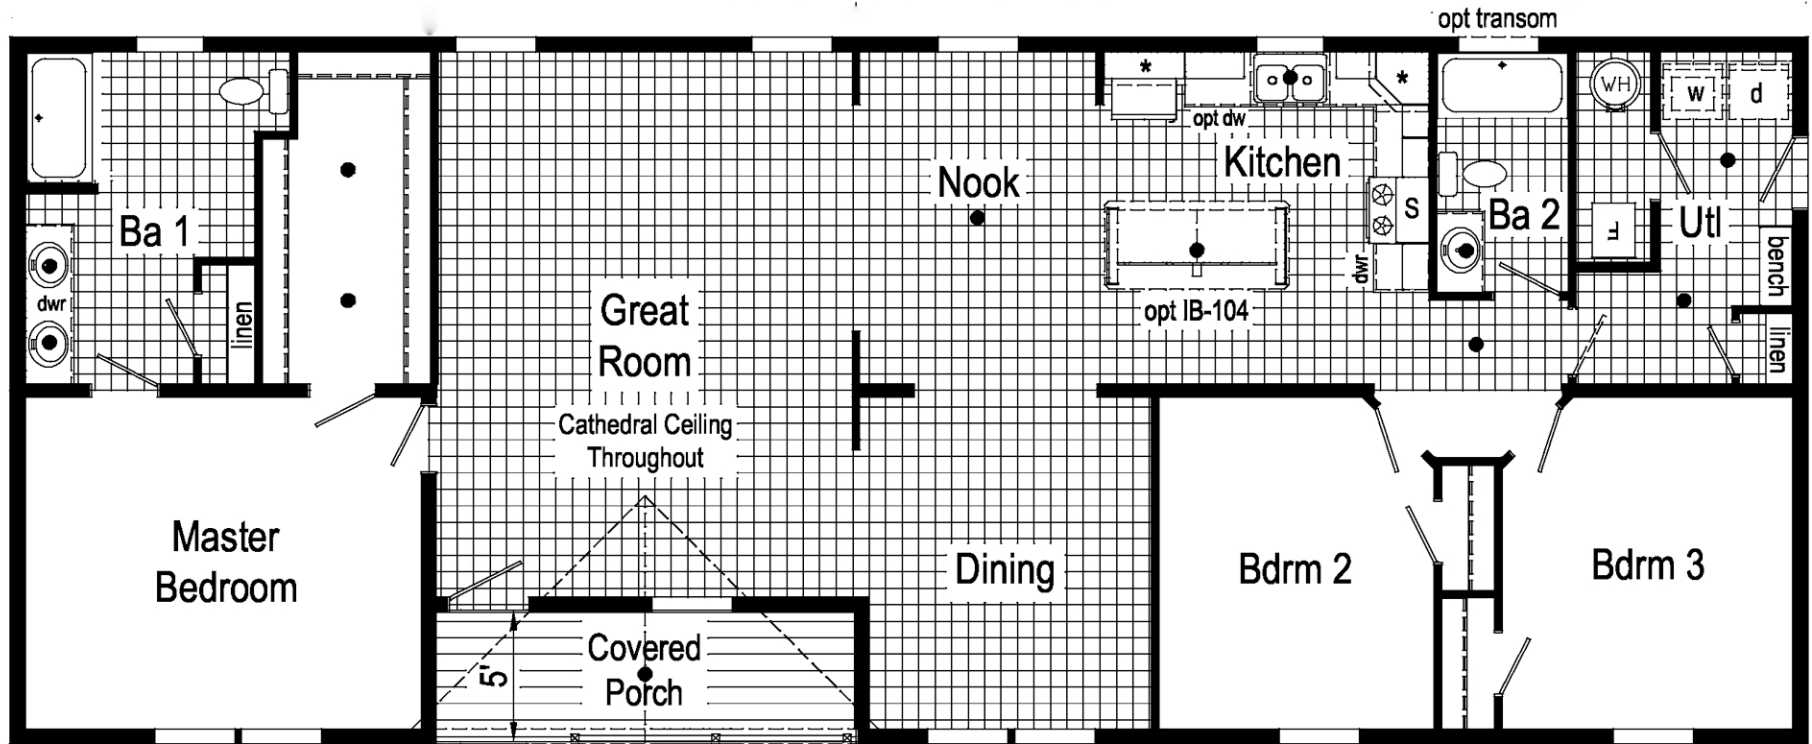 opt transom
*
*
WH
w
d
opt dw
Kitchen
Nook
S
Ba 2
Utl
F
Ba 1
dwr
bench
dwr
linen
Great
Room
opt IB-104
linen
Cathedral Ceiling
Throughout
Master
Bedroom
Dining
Bdrm 2
Bdrm 3
Covered
Porch
5'